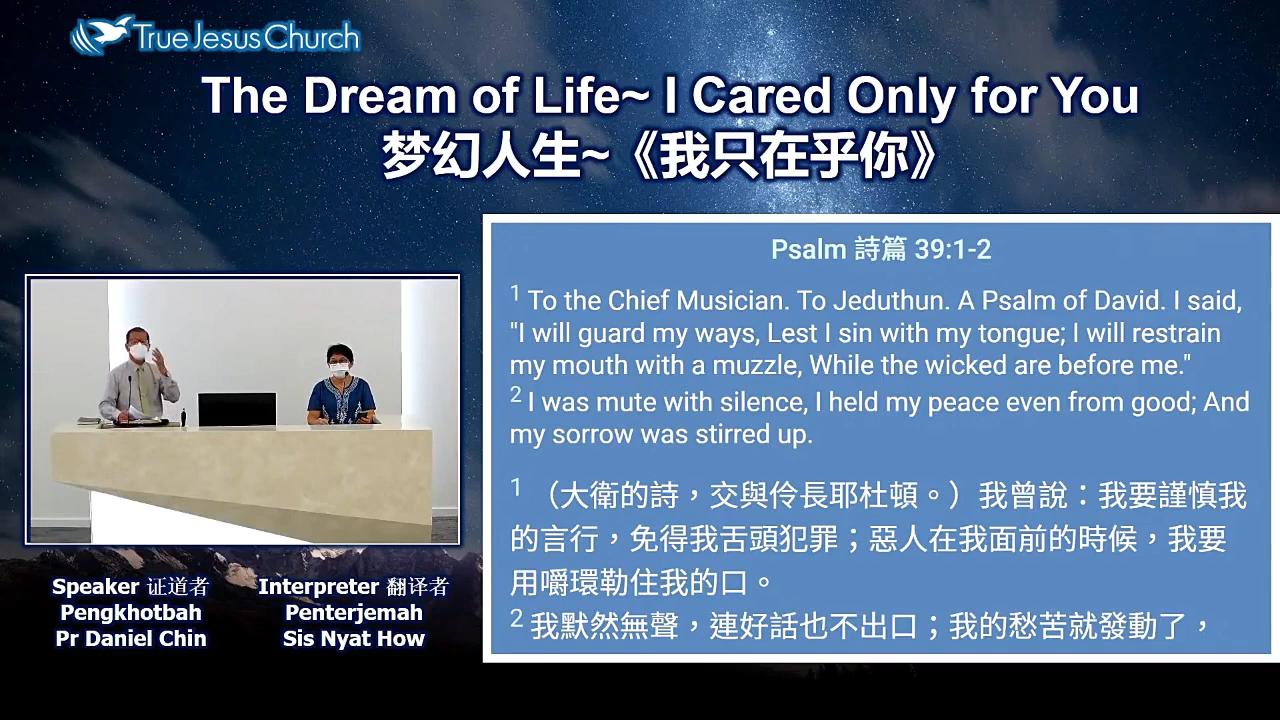 TrueJesusChurch
The Dream of Life~ I Cared Only for You
梦幻人生~《我只在乎你》
Psalm 詩篇 39:1-2
1 To the Chief Musician. To Jeduthun. A Psalm of David. I said,
"I will guard my ways, Lest I sin with my tongue; I will restrain
my mouth with a muzzle, While the wicked are before me."
2 I was mute with silence, I held my peace even from good; And
my sorrow was stirred up.
1 （大衛的詩，交與伶長耶杜頓。）我曾說：我要謹慎我
的言行，免得我舌頭犯罪；惡人在我面前的時候，我要
用嚼環勒住我的口。
2 我默然無聲，連好話也不出口；我的愁苦就發動了，
Speaker 证道者
Pengkhotbah
Pr Daniel Chin
Interpreter 翻译者
Penterjemah
Sis Nyat How